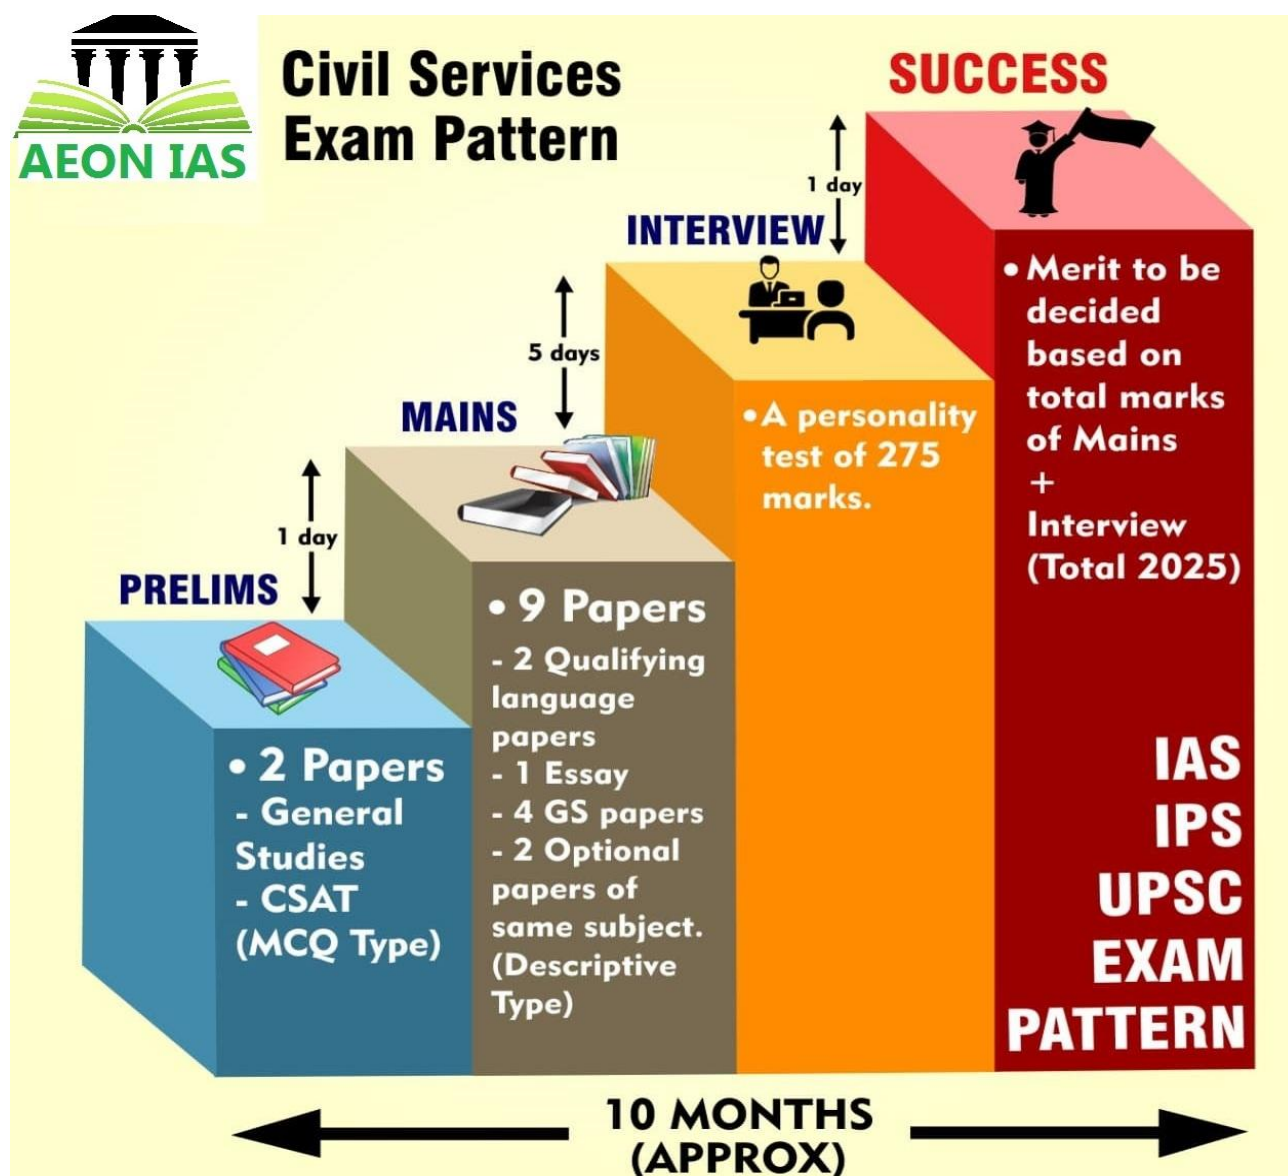 AEON IAS
Civil Services
Exam Pattern
SUCCESS
1 day
INTERVIEW
5 days
MAINS
1 day
PRELIMS
• 2 Papers
- General
Studies
- CSAT
(MCQ Type)
• 9 Papers
- 2 Qualifying
language
papers
- 1 Essay
- 4 GS papers
- 2 Optional
papers of
same subject.
(Descriptive
Type)
• A personality
test of 275
marks.
• Merit to be
decided
based on
total marks
of Mains
+
Interview
(Total 2025)
IAS
IPS
UPSC
EXAM
PATTERN
10 MONTHS
(APPROX)